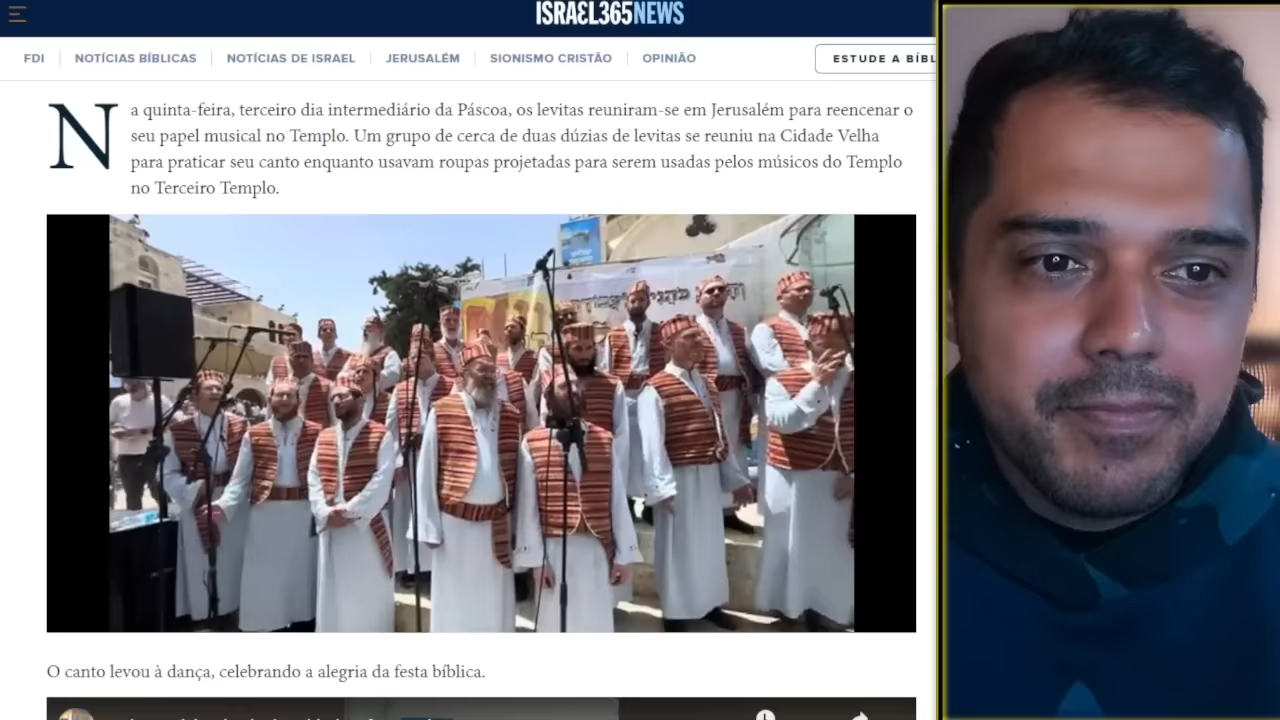 ISRAEL365NEWS
FDI
NOTÍCIAS BÍBLICAS
NOTÍCIAS DE ISRAEL
JERUSALÉM
SIONISMO CRISTÃO
OPINIÃO
ESTUDE A BÍBL
Na quinta-feira, terceiro dia intermediário da Páscoa, os levitas reuniram-se em Jerusalém para reencenar o
seu papel musical no Templo. Um grupo de cerca de duas dúzias de levitas se reuniu na Cidade Velha
para praticar seu canto enquanto usavam roupas projetadas para serem usadas pelos músicos do Templo
no Terceiro Templo.
O canto levou à dança, celebrando a alegria da festa bíblica.